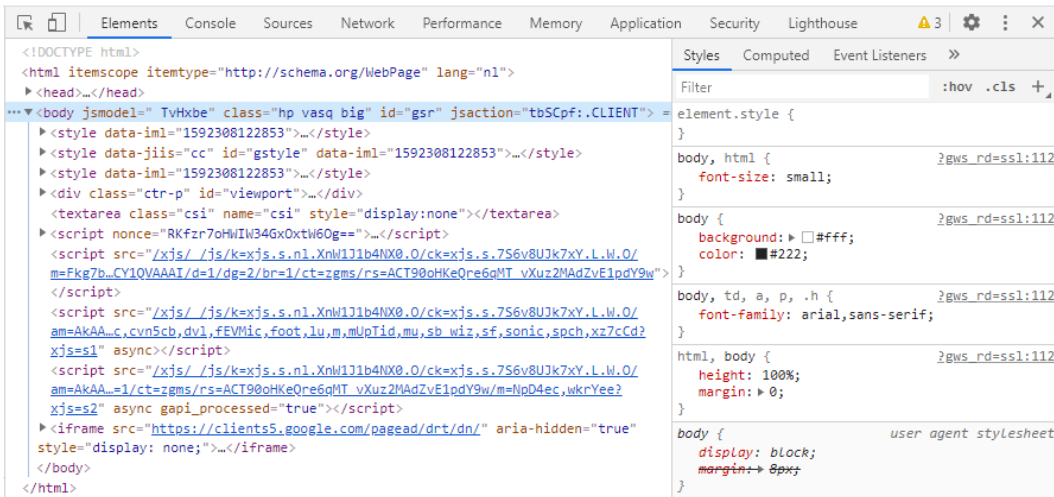 Elements Console Sources Network Performance Memory Application Security Lighthouse 3
<!DOCTYPE html>
<html itemscope itemtype="http://schema.org/WebPage" lang="nl">
<head>…</head>
<body jsmodel=" TvHxbe" class="hp vasq big" id="gsr" jsaction="tbSCpf:.CLIENT"> =
<style data-iml="1592308122853">…</style>
<style data-jiis="cc" id="gstyle" data-iml="1592308122853">…</style>
<style data-iml="1592308122853">…</style>
<div class="ctr-p" id="viewport">…</div>
<textarea class="csi" name="csi" style="display:none"></textarea>
<script nonce="RKfzr7oHWIW34GxOxtW6Og==">…</script>
<script src="/xjs/_/js/k=xjs.s.nl.XnW1J1b4NX0.O/ck=xjs.s.7S6v8UJk7xY.L.W.O/
m=Fkg7b…CY1QVAAAI/d=1/dg=2/br=1/ct=zgms/rs=ACT90oHKeQre6qMT_vXuz2MAdZvE1pdY9w">
</script>
<script src="/xjs/_/js/k=xjs.s.nl.XnW1J1b4NX0.O/ck=xjs.s.7S6v8UJk7xY.L.W.O/
am=AkAA…c,cvn5cb,dvl,fEVMic,foot,lu,m,mUpTid,mu,sb_wiz,sf,sonic,spch,xz7cCd?
xjs=s1" async></script>
<script src="/xjs/_/js/k=xjs.s.nl.XnW1J1b4NX0.O/ck=xjs.s.7S6v8UJk7xY.L.W.O/
am=AkAA…=1/ct=zgms/rs=ACT90oHKeQre6qMT_vXuz2MAdZvE1pdY9w/m=NpD4ec,wkrYee?
xjs=s2" async gapi_processed="true"></script>
<iframe src="https://clients5.google.com/pagead/drt/dn/" aria-hidden="true"
style="display: none;">…</iframe>
</body>
</html>
Styles Computed Event Listeners »
Filter :hov .cls +
element.style {
}
body, html { ?gws_rd=ssl:112
font-size: small;
}
body { ?gws_rd=ssl:112
background: #fff;
color: #222;
}
body, td, a, p, .h { ?gws_rd=ssl:112
font-family: arial,sans-serif;
}
html, body { ?gws_rd=ssl:112
height: 100%;
margin: 0;
}
body { user agent stylesheet
display: block;
margin: 8px;
}